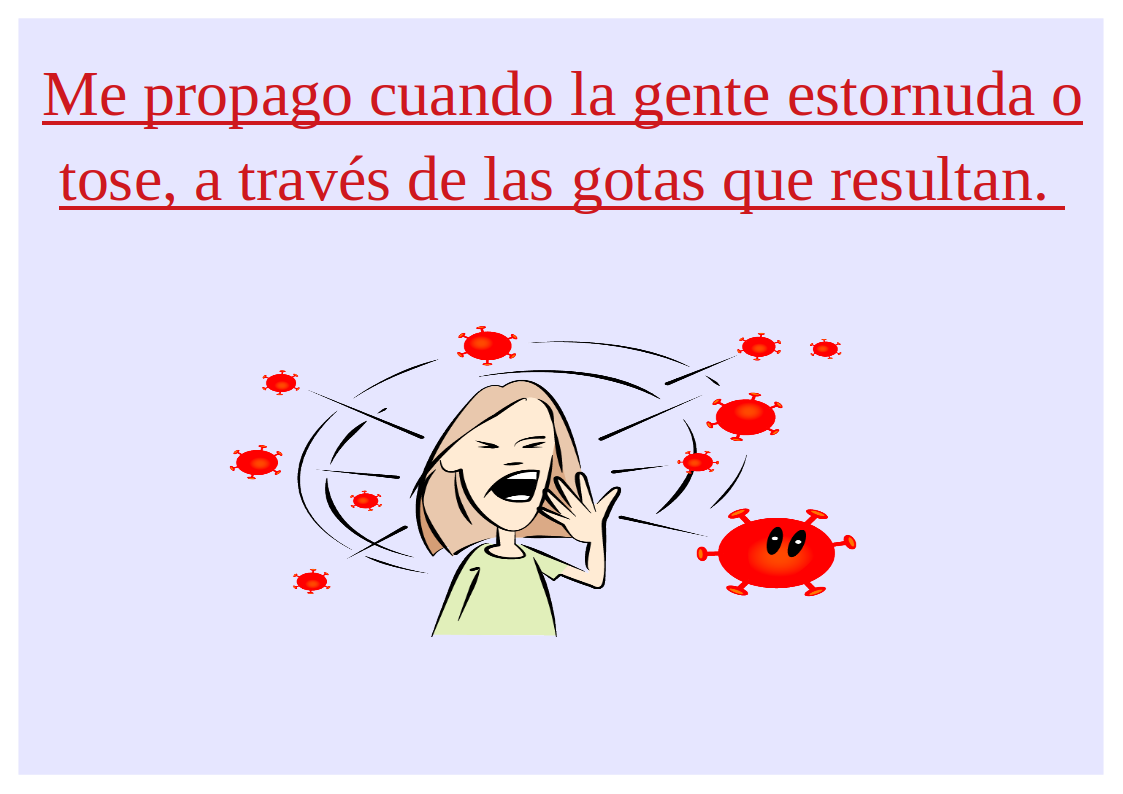 Me propago cuando la gente estornuda o
tose, a través de las gotas que resultan.